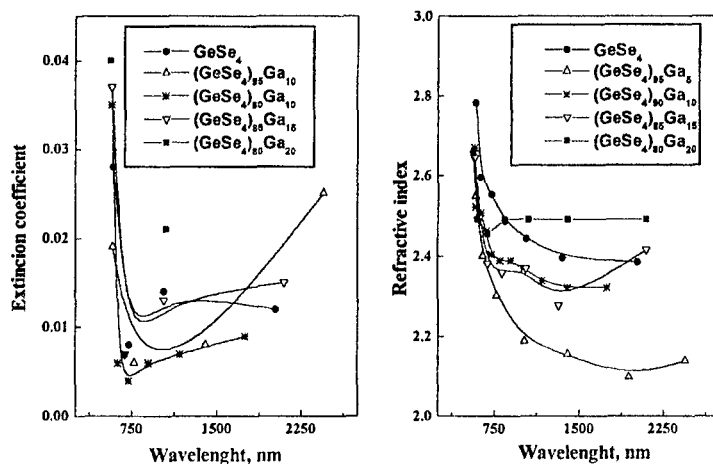 0.04
0.03
0.02
0.01
0.00
Extincion coefficient
GeSe4
(GeSe4)95Ga10
(GeSe4)90Ga10
(GeSe4)85Ga15
(GeSe4)80Ga20
750
1500
2250
Wavelenght, nm
3.0
2.8
2.6
2.4
2.2
2.0
Refractive index
GeSe4
(GeSe4)95Ga5
(GeSe4)90Ga10
(GeSe4)85Ga15
(GeSe4)80Ga20
750
1500
2250
Wavelenght, nm